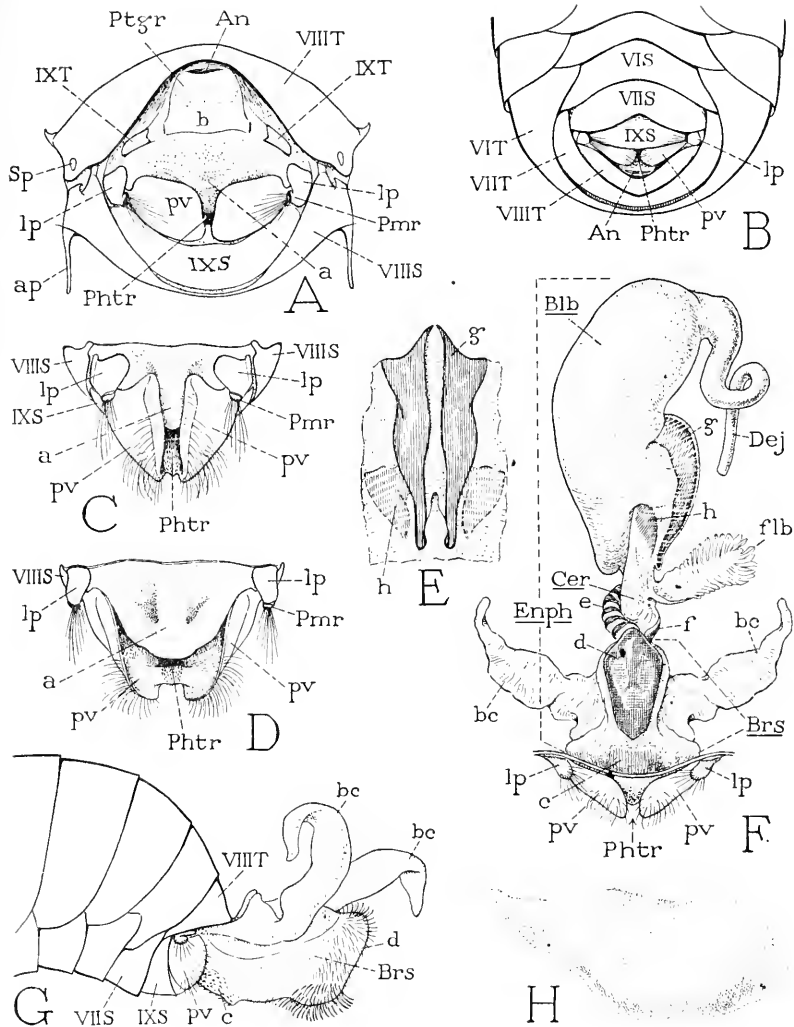 Ptgr
An
VIIIT
IXT
IXT
b
Sp
lp
pv
lp
Pmr
ap
Phtr
IXS
a
VIIIS
A
VIS
VIIS
IXS
VIT
VIIT
VIIIT
lp
An
Phtr
pv
B
VIIIS
VIIIS
lp
lp
IXS
Pmr
a
pv
pv
C
Phtr
VIIIS
lp
lp
Pmr
a
pv
pv
Phtr
D
g
h
E
Blb
g
Dej
h
flb
Cer
Enph
e
f
d
bc
bc
Brs
lp
c
lp
pv
pv
Phtr
F
bc
bc
VIIIT
d
Brs
VIIS
IXS
pv
c
G
H